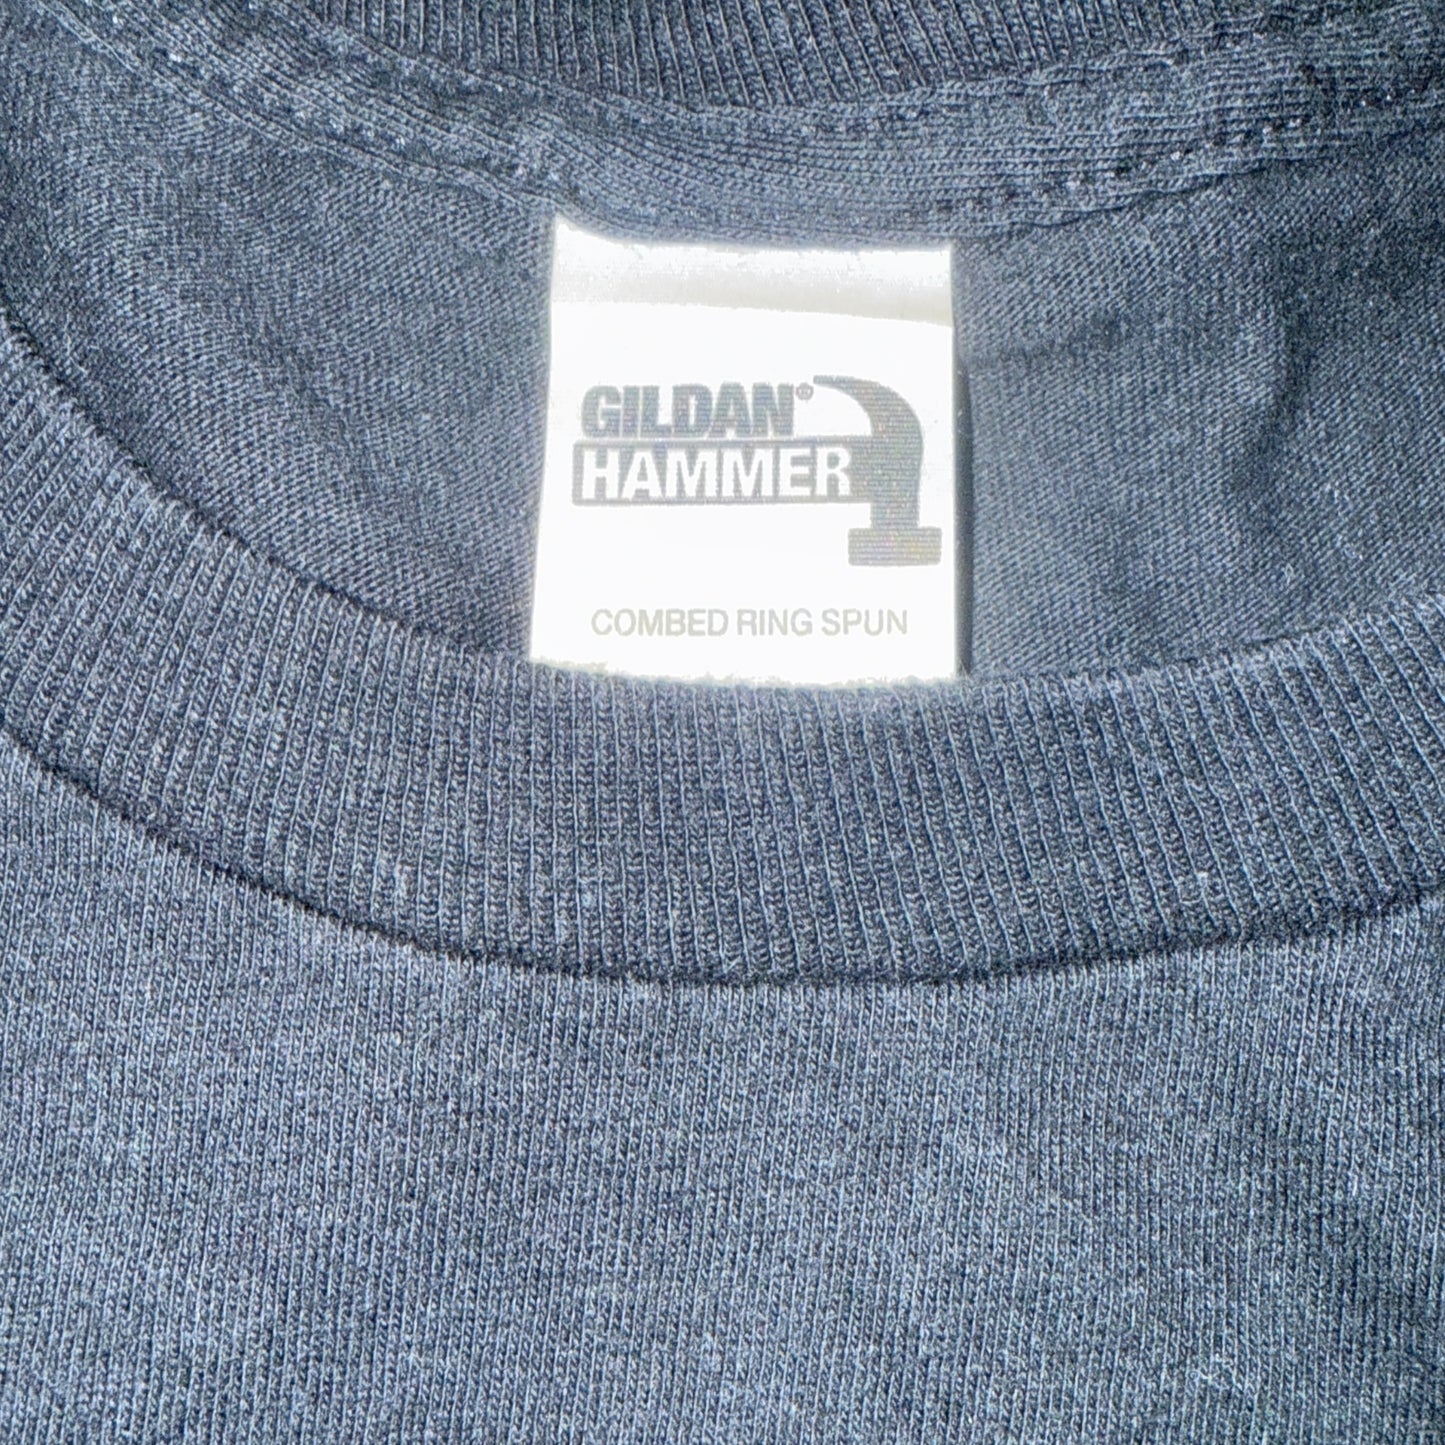 GILDAN®
HAMMER
COMBED RING SPUN